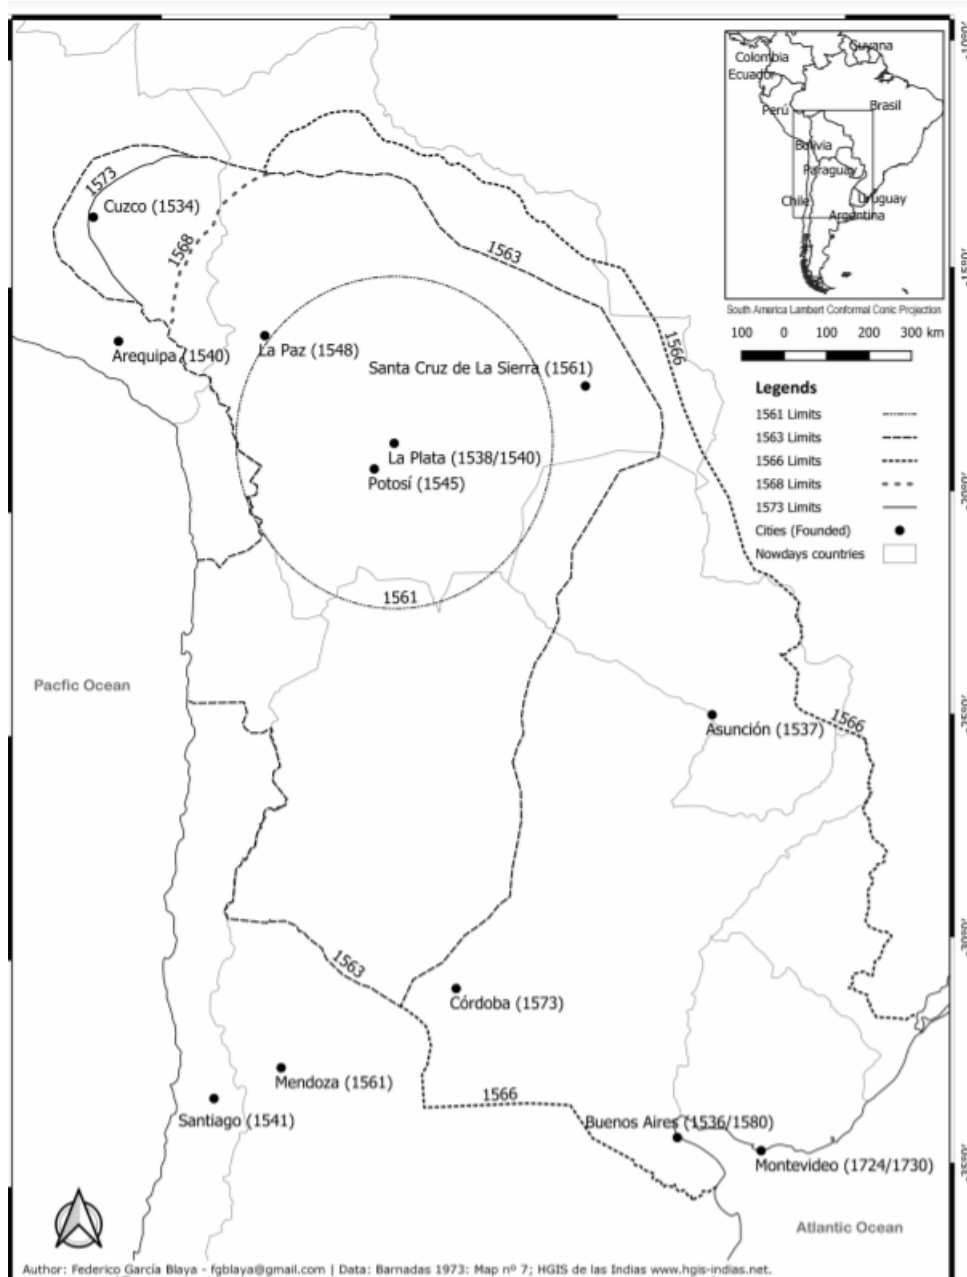 Guyana
Colombia
Ecuador
Perú
Brasil
Bolivia
Paraguay
Chile
Uruguay
Argentina
South America Lambert Conformal Conic Projection
100 0 100 200 300 km
Legends
1561 Limits
1563 Limits
1566 Limits
1568 Limits
1573 Limits
Cities (Founded)
Nowdays countries
1573
Cuzco (1534)
1568
1563
Arequipa (1540)
La Paz (1548)
1566
Santa Cruz de La Sierra (1561)
La Plata (1538/1540)
Potosí (1545)
1561
Pacfic Ocean
Asunción (1537)
1566
1563
Córdoba (1573)
Mendoza (1561)
1566
Santiago (1541)
Buenos Aires (1536/1580)
Montevideo (1724/1730)
Atlantic Ocean
Author: Federico García Blaya - fgblaya@gmail.com | Data: Barnadas 1973: Map nº 7; HGIS de las Indias www.hgis-indias.net.